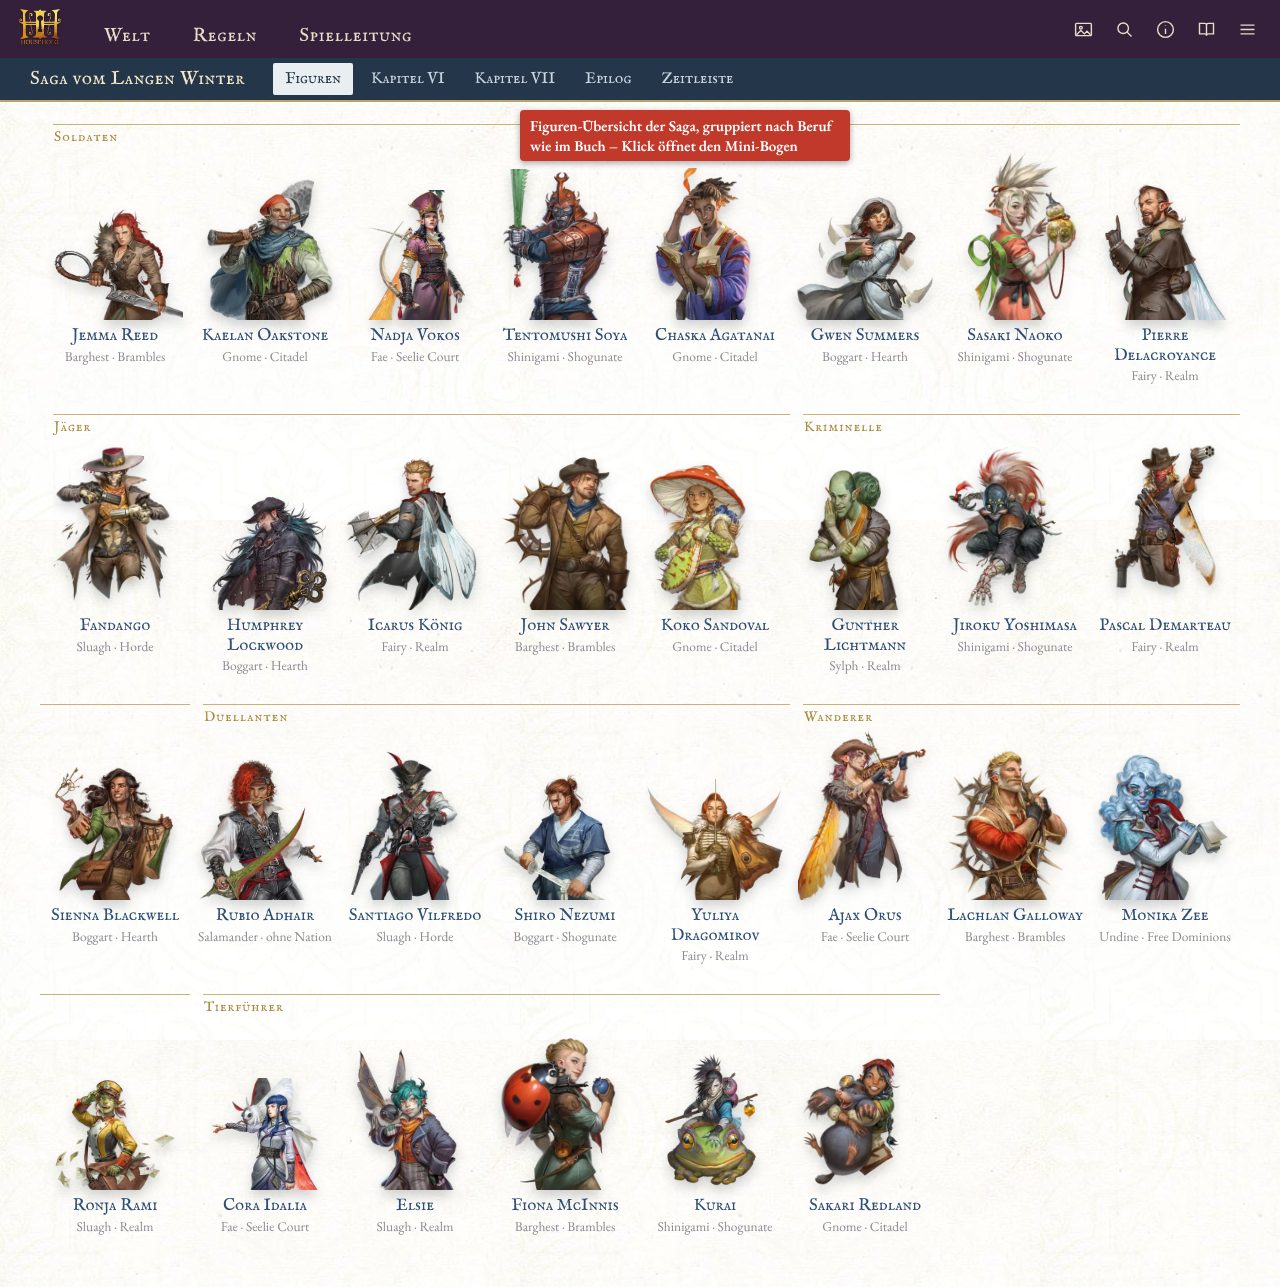 HOUSEHOLD
Welt Regeln Spielleitung
Saga vom Langen Winter Figuren Kapitel VI Kapitel VII Epilog Zeitleiste
Figuren-Übersicht der Saga, gruppiert nach Beruf
wie im Buch – Klick öffnet den Mini-Bogen
Soldaten
Jemma Reed
Barghest · Brambles
Kaelan Oakstone
Gnome · Citadel
Nadja Vokos
Fae · Seelie Court
Tentomushi Soya
Shinigami · Shogunate
Chaska Agatanai
Gnome · Citadel
Gwen Summers
Boggart · Hearth
Sasaki Naoko
Shinigami · Shogunate
Pierre
Delacroyance
Fairy · Realm
Jäger
Kriminelle
Fandango
Sluagh · Horde
Humphrey
Lockwood
Boggart · Hearth
Icarus König
Fairy · Realm
John Sawyer
Barghest · Brambles
Koko Sandoval
Gnome · Citadel
Gunther
Lichtmann
Sylph · Realm
Jiroku Yoshimasa
Shinigami · Shogunate
Pascal Demarteau
Fairy · Realm
Duellanten
Wanderer
Sienna Blackwell
Boggart · Hearth
Rubio Adhair
Salamander · ohne Nation
Santiago Vilfredo
Sluagh · Horde
Shiro Nezumi
Boggart · Shogunate
Yuliya
Dragomirov
Fairy · Realm
Ajax Orus
Fae · Seelie Court
Lachlan Galloway
Barghest · Brambles
Monika Zee
Undine · Free Dominions
Tierführer
Ronja Rami
Sluagh · Realm
Cora Idalia
Fae · Seelie Court
Elsie
Sluagh · Realm
Fiona McInnis
Barghest · Brambles
Kurai
Shinigami · Shogunate
Sakari Redland
Gnome · Citadel